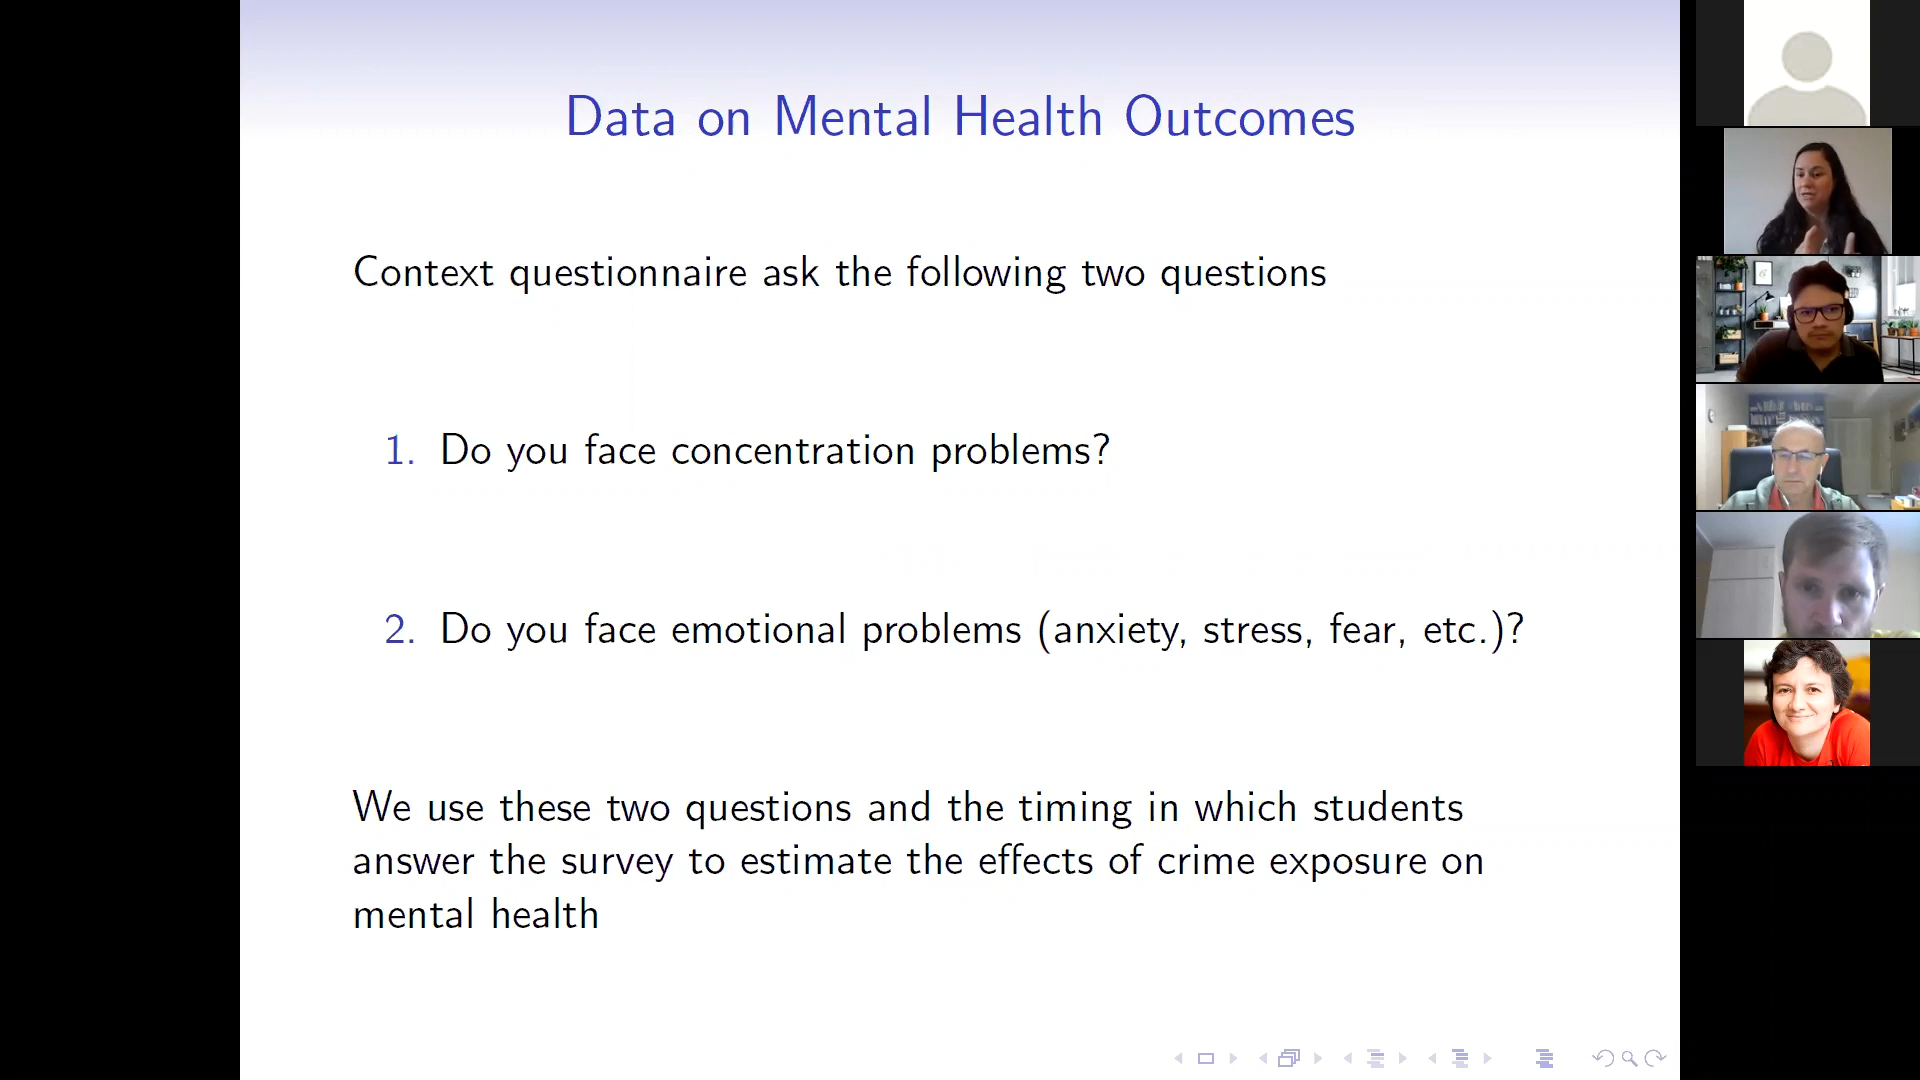 Data on Mental Health Outcomes
Context questionnaire ask the following two questions
1. Do you face concentration problems?
2. Do you face emotional problems (anxiety, stress, fear, etc.)?
We use these two questions and the timing in which students
answer the survey to estimate the effects of crime exposure on
mental health